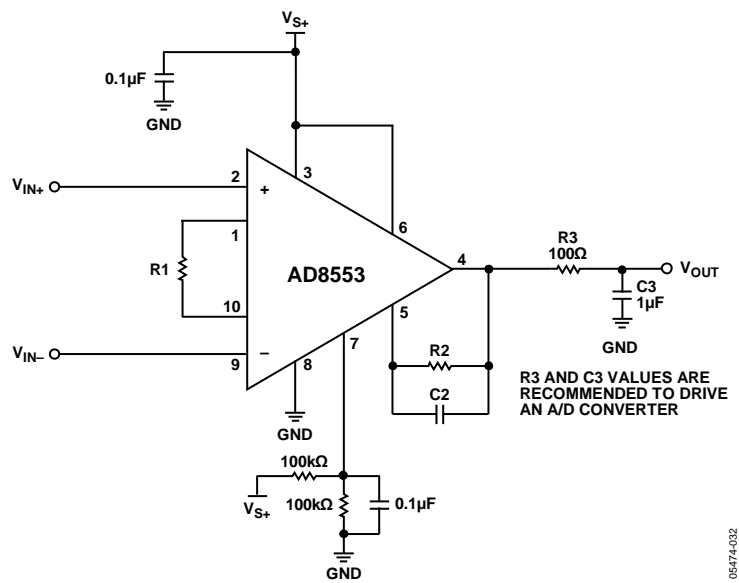 VS+
0.1µF
GND
3
2
VIN+
+
6
1
R3
100Ω
R1
AD8553
4
VOUT
C3
1µF
10
5
GND
VIN–
–
9
8
7
R2
C2
R3 AND C3 VALUES ARE
RECOMMENDED TO DRIVE
AN A/D CONVERTER
GND
100kΩ
VS+
100kΩ
0.1µF
GND
05474-032